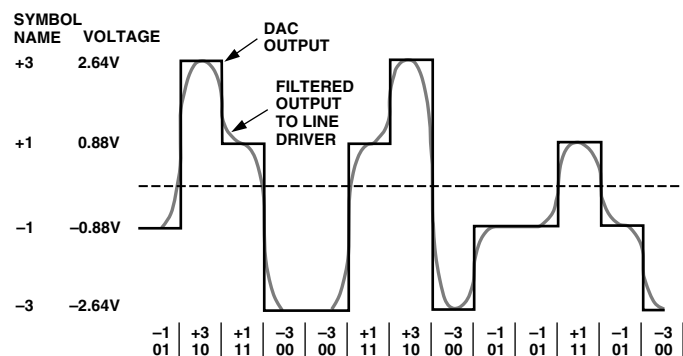 SYMBOL
NAME VOLTAGE
DAC
OUTPUT
+3 2.64V
FILTERED
OUTPUT
TO LINE
DRIVER
+1 0.88V
–1 –0.88V
–3 –2.64V
–1 +3 +1 –3 –3 +1 +3 –3 –1 –1 +1 –1 –3
01 10 11 00 00 11 10 00 01 01 11 01 00